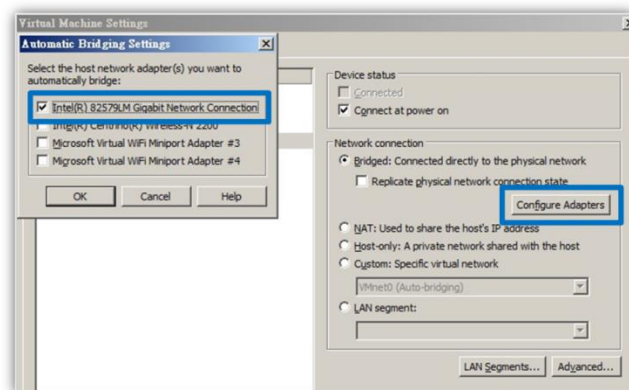 Virtual Machine Settings
Automatic Bridging Settings
Select the host network adapter(s) you want to
automatically bridge:
Intel(R) 82579LM Gigabit Network Connection
Intel(R) Centrino(R) Wireless-N 2200
Microsoft Virtual WiFi Miniport Adapter #3
Microsoft Virtual WiFi Miniport Adapter #4
OK
Cancel
Help
Device status
Connected
Connect at power on
Network connection
Bridged: Connected directly to the physical network
Replicate physical network connection state
Configure Adapters
NAT: Used to share the host's IP address
Host-only: A private network shared with the host
Custom: Specific virtual network
VMnet0 (Auto-bridging)
LAN segment:
LAN Segments...
Advanced...